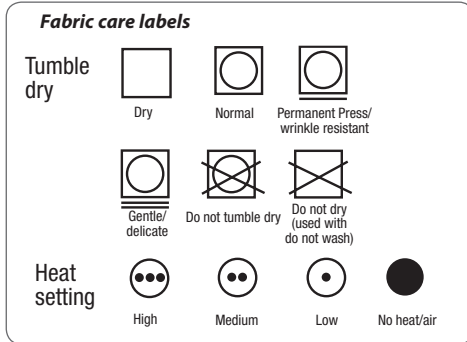 Fabric care labels
Tumble
dry
Dry
Normal
Permanent Press/
wrinkle resistant
Gentle/
delicate
Do not tumble dry
Do not dry
(used with
do not wash)
Heat
setting
High
Medium
Low
No heat/air